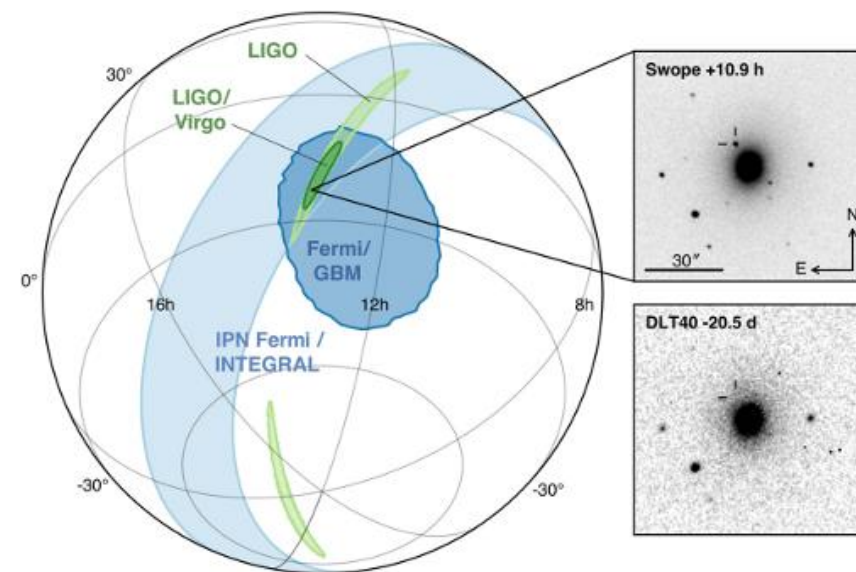 LIGO
30°
LIGO/
Virgo
Swope +10.9 h
N
30"
E
Fermi/
GBM
0°
16h
12h
8h
IPN Fermi /
INTEGRAL
DLT40 -20.5 d
-30°
-30°